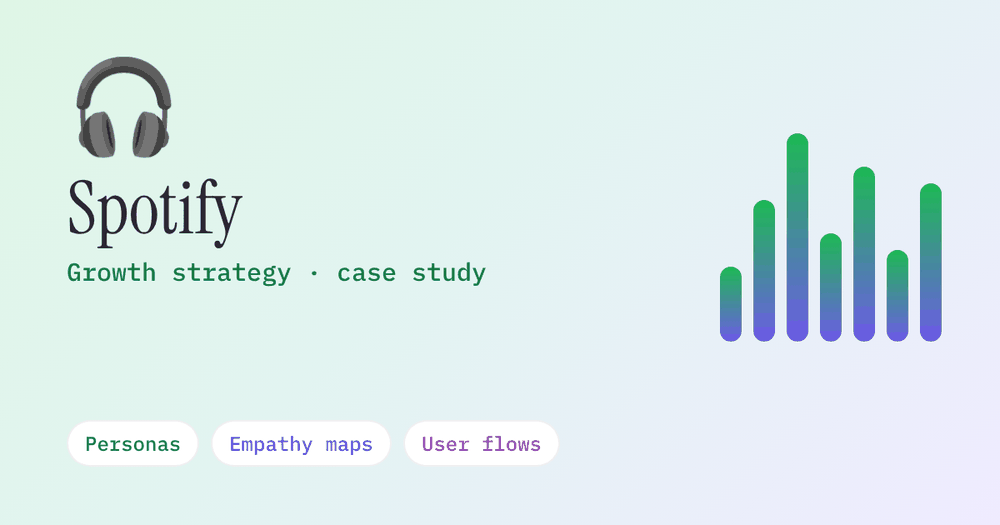 Spotify
Growth strategy · case study
Personas
Empathy maps
User flows